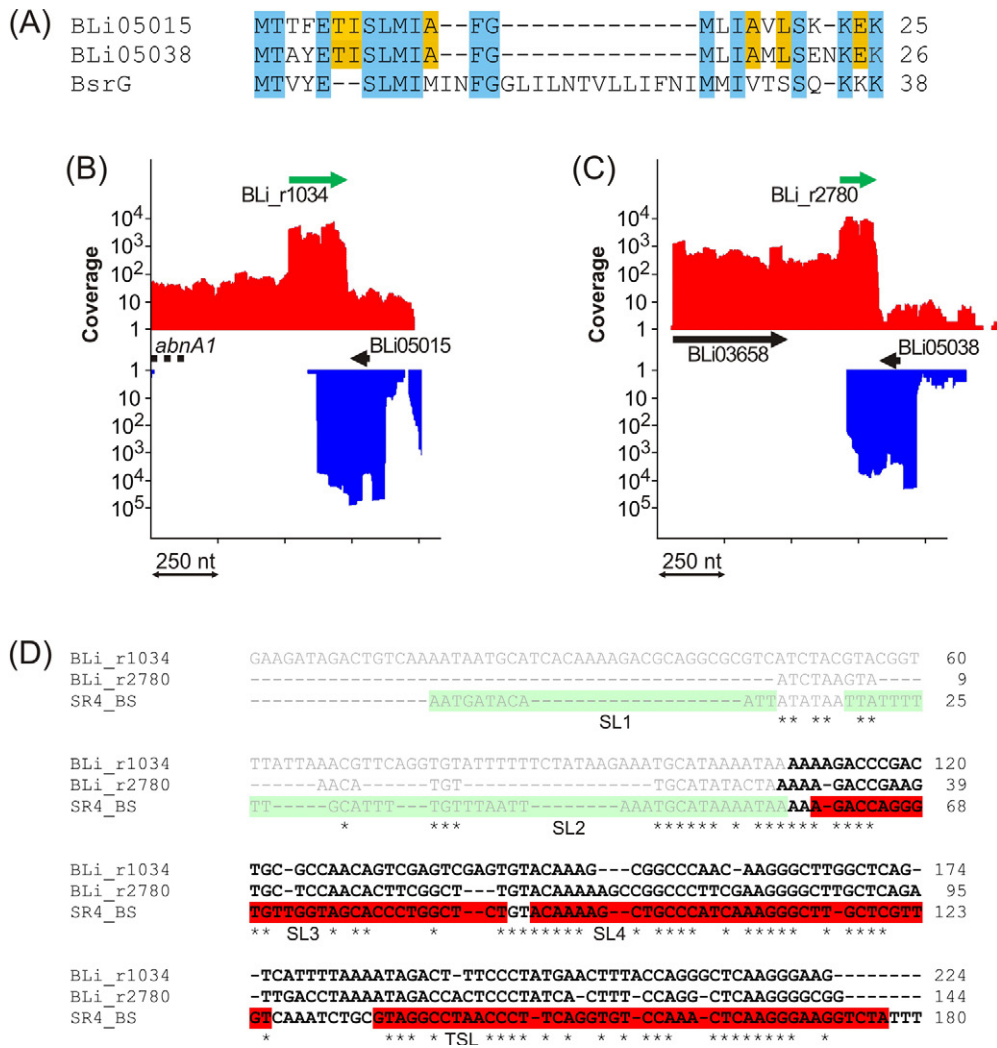 (A)
BLi05015 MTTFETISLMIA--FG-------------MLIAVLSK-KEK 25
BLi05038 MTAYETISLMIA--FG-------------MLIAMLSENKEK 26
BsrG MTVYE--SLMIMINFGGLILNTVLLIFNIMMIVTSSQ-KKK 38
(B)
BLi_r1034
10⁴
10³
10²
10
1
Coverage
abnA1
BLi05015
1
10
10²
10³
10⁴
10⁵
250 nt
(C)
BLi_r2780
10⁴
10³
10²
10
1
Coverage
BLi03658
BLi05038
1
10
10²
10³
10⁴
10⁵
250 nt
(D)
BLi_r1034 GAAGATAGACTGTCAAAATAATGCATCACAAAAGACGCAGGCGCGTCATCTACGTACGGT 60
BLi_r2780 -----------------------------------------------ATCTAAGTA---- 9
SR4_BS ----------------AATGATACA-------------------ATTATATAATTATTTT 25
SL1 ** ** **
BLi_r1034 TTATTAAACGTTCAGGTGTATTTTTTCTATAAGAAATGCATAAAATAAAAAAGACCCGAC 120
BLi_r2780 ------AACA------TGT-----------------TGCATATACTAAAAA-GACCGAAG 39
SR4_BS TT-----GCATTT---TGTTTAATT--------AAATGCATAAAATAAAAA-GACCAGGG 68
* *** SL2 ****** * ****** ****
BLi_r1034 TGC-GCCAACAGTCGAGTCGAGTGTACAAAG---CGGCCCAAC-AAGGGCTTGGCTCAG- 174
BLi_r2780 TGC-TCCAACACTTCGGCT---TGTACAAAAAGCCGGCCCTTCGAAGGGGCTTGCTCAGA 95
SR4_BS TGTTGGTAGCACCCTGGCT--CTGTACAAAAG--CTGCCCATCAAAGGGCTT-GCTCGTT 123
** SL3 * ** * ******** SL4 **** * **** * ****
BLi_r1034 -TCATTTTAAAATAGACT-TTCCCTATGAACTTTACCAGGGCTCAAGGGAAG-------- 224
BLi_r2780 -TTGACCTAAAATAGACCACTCCCTATCA-CTTT-CCAGG-CTCAAGGGGCGG------- 144
SR4_BS GTCAAATCTGCGTAGGCCTAACCCT-TCAGGTGT-CCAAA-CTCAAGGGAAGGTCTATTT 180
* *** * TSL *** * * * * *** ******** *